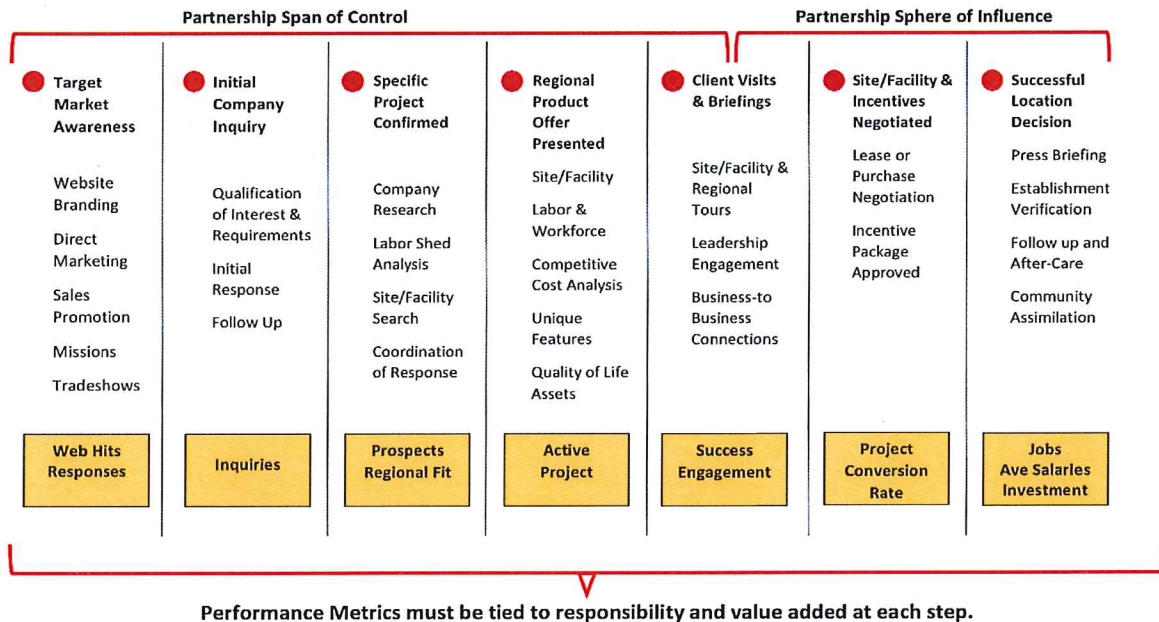 Partnership Span of Control
Partnership Sphere of Influence
Target
Market
Awareness
Website
Branding
Direct
Marketing
Sales
Promotion
Missions
Tradeshows
Web Hits
Responses
Initial
Company
Inquiry
Qualification
of Interest &
Requirements
Initial
Response
Follow Up
Inquiries
Specific
Project
Confirmed
Company
Research
Labor Shed
Analysis
Site/Facility
Search
Coordination
of Response
Prospects
Regional Fit
Regional
Product
Offer
Presented
Site/Facility
Labor &
Workforce
Competitive
Cost Analysis
Unique
Features
Quality of Life
Assets
Active
Project
Client Visits
& Briefings
Site/Facility &
Regional
Tours
Leadership
Engagement
Business-to
Business
Connections
Success
Engagement
Site/Facility &
Incentives
Negotiated
Lease or
Purchase
Negotiation
Incentive
Package
Approved
Project
Conversion
Rate
Successful
Location
Decision
Press Briefing
Establishment
Verification
Follow up and
After-Care
Community
Assimilation
Jobs
Ave Salaries
Investment
Performance Metrics must be tied to responsibility and value added at each step.